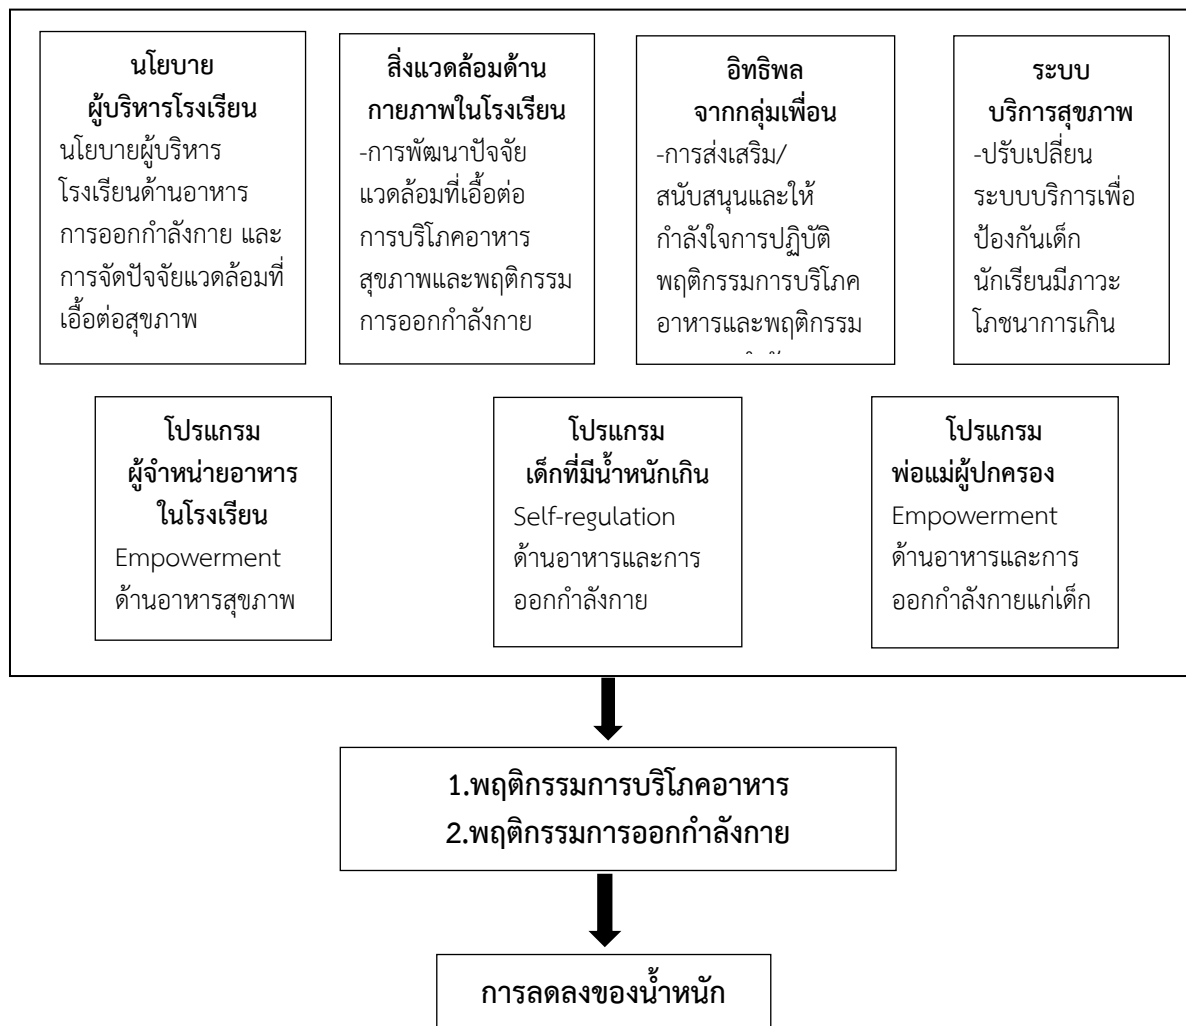 นโยบาย
ผู้บริหารโรงเรียน
นโยบายผู้บริหาร
โรงเรียนด้านอาหาร
การออกกำลังกาย และ
การจัดปัจจัยแวดล้อมที่
เอื้อต่อสุขภาพ
สิ่งแวดล้อมด้าน
กายภาพในโรงเรียน
-การพัฒนาปัจจัย
แวดล้อมที่เอื้อต่อ
การบริโภคอาหาร
สุขภาพและพฤติกรรม
การออกกำลังกาย
อิทธิพล
จากกลุ่มเพื่อน
-การส่งเสริม/
สนับสนุนและให้
กำลังใจการปฏิบัติ
พฤติกรรมการบริโภค
อาหารและพฤติกรรม
ระบบ
บริการสุขภาพ
-ปรับเปลี่ยน
ระบบบริการเพื่อ
ป้องกันเด็ก
นักเรียนมีภาวะ
โภชนาการเกิน
โปรแกรม
ผู้จำหน่ายอาหาร
ในโรงเรียน
Empowerment
ด้านอาหารสุขภาพ
โปรแกรม
เด็กที่มีน้ำหนักเกิน
Self-regulation
ด้านอาหารและการ
ออกกำลังกาย
โปรแกรม
พ่อแม่ผู้ปกครอง
Empowerment
ด้านอาหารและการ
ออกกำลังกายแก่เด็ก
1.พฤติกรรมการบริโภคอาหาร
2.พฤติกรรมการออกกำลังกาย
การลดลงของน้ำหนัก